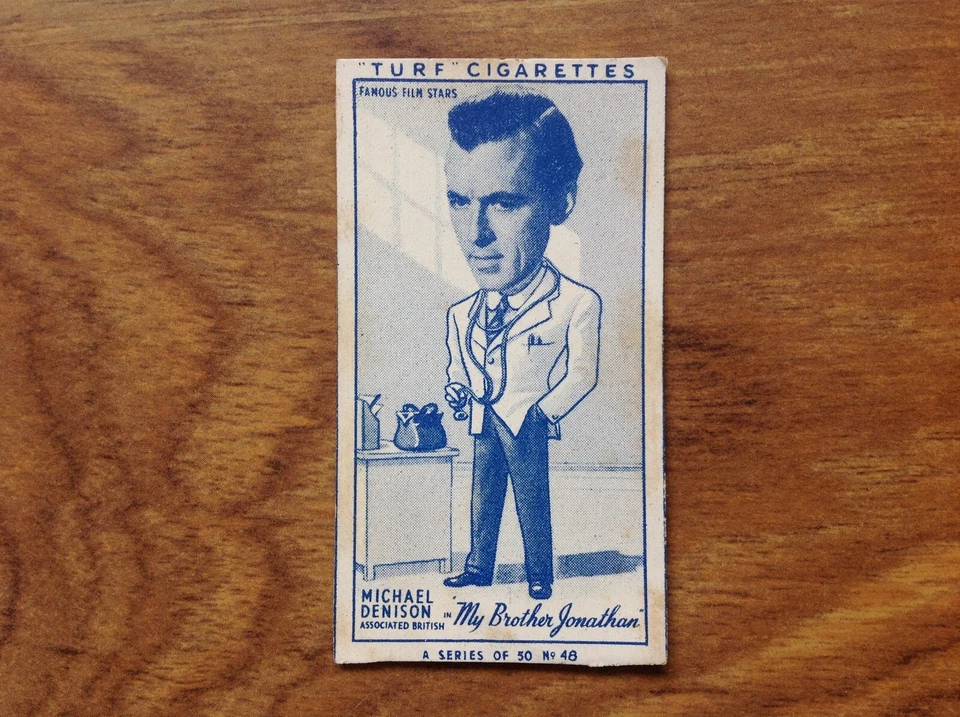 "TURF" CIGARETTES
FAMOUS FILM STARS
MICHAEL
DENISON IN "My Brother Jonathan"
ASSOCIATED BRITISH
A SERIES OF 50 Nº 48